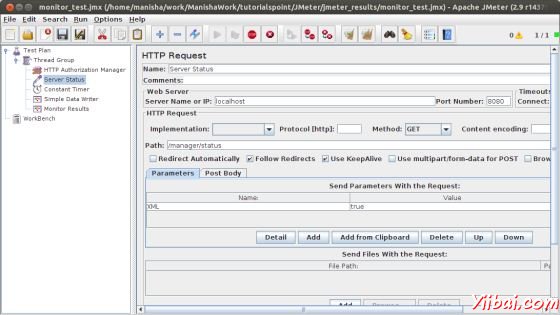 monitor_test.jmx (/home/manisha/work/ManishaWork/tutorialspoint/JMeter/jmeter_results/monitor_test.jmx) - Apache JMeter (2.9 r1437
File Edit Search Run Options Help
0 1 / 1
Test Plan
Thread Group
HTTP Authorization Manager
Server Status
Constant Timer
Simple Data Writer
Monitor Results
WorkBench
HTTP Request
Name: Server Status
Comments:
Web Server
Timeouts
Server Name or IP: localhost Port Number: 8080 Connect:
HTTP Request
Implementation: Protocol [http]: Method: GET Content encoding:
Path: /manager/status
Redirect Automatically Follow Redirects Use KeepAlive Use multipart/form-data for POST Brow
Parameters Post Body
Send Parameters With the Request:
Name: Value
XML true
Detail Add Add from Clipboard Delete Up Down
Send Files With the Request:
File Path: Pa
Add Browse... Delete
Xiibai.com